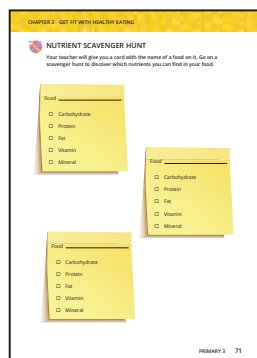 CHAPTER 3 GET FIT WITH HEALTHY EATING
NUTRIENT SCAVENGER HUNT
Your teacher will give you a card with the name of a food on it. Go on a
scavenger hunt to discover which nutrients you can find in your food.
Food
Carbohydrate
Protein
Fat
Vitamin
Mineral
Food
Carbohydrate
Protein
Fat
Vitamin
Mineral
Food
Carbohydrate
Protein
Fat
Vitamin
Mineral
PRIMARY 3 71